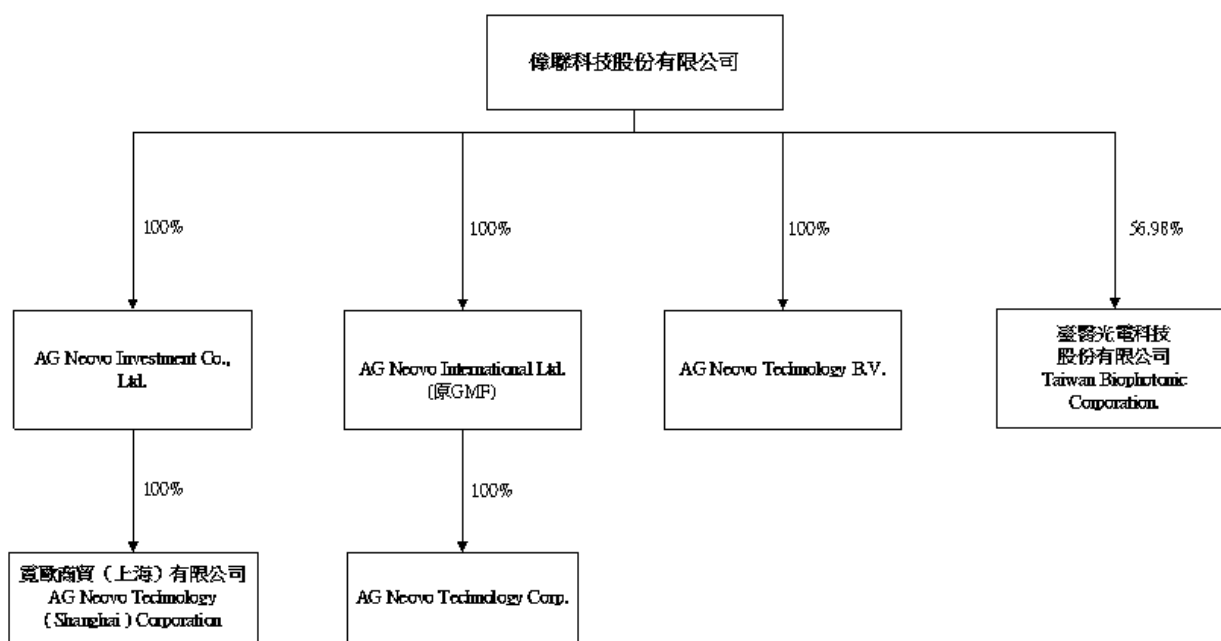 偉聯科技股份有限公司
100%
100%
100%
56.98%
AG Neovo Investment Co.,
Ltd.
AG Neovo International Ltd.
(原GMF)
AG Neovo Technology B.V.
臺醫光電科技
股份有限公司
Taiwan Biophotonic
Corporation.
100%
100%
霓歐商貿（上海）有限公司
AG Neovo Technology
( Shanghai ) Corporation
AG Neovo Technology Corp.